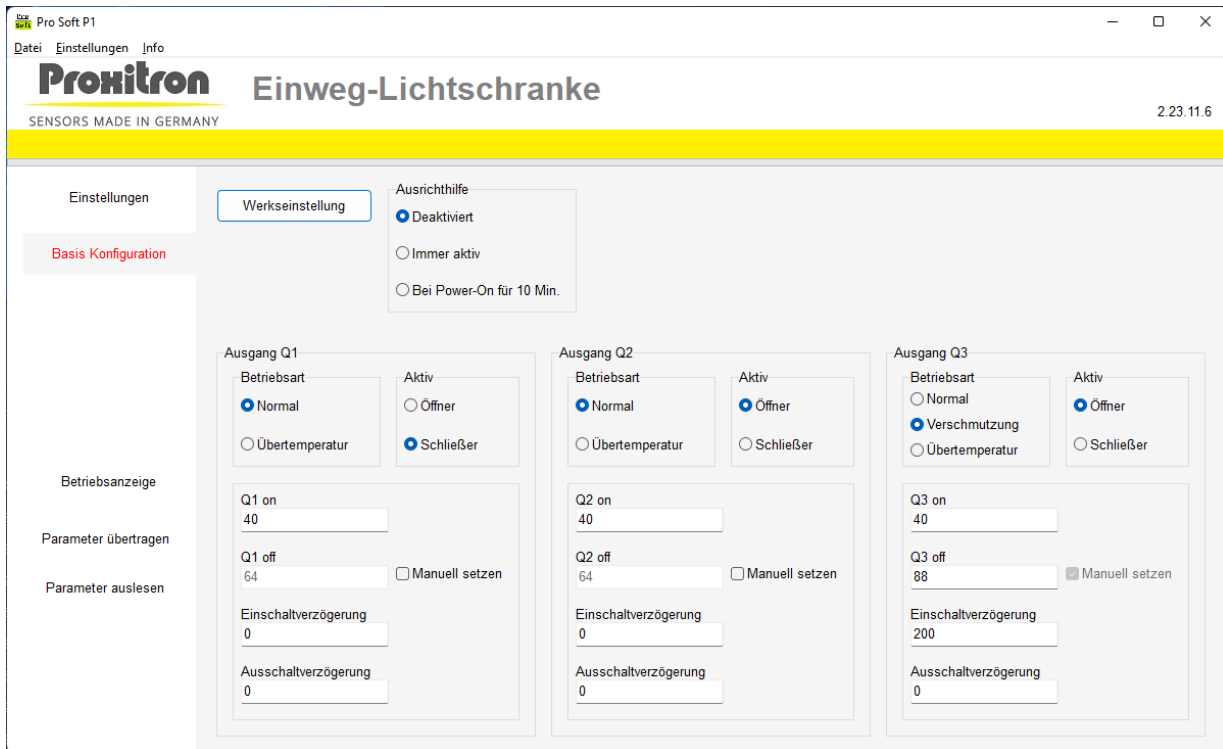 Pro Soft P1
Datei Einstellungen Info
Proxitron
SENSORS MADE IN GERMANY
Einweg-Lichtschranke
2.23.11.6
Einstellungen
Basis Konfiguration
Betriebsanzeige
Parameter übertragen
Parameter auslesen
Werkseinstellung
Ausrichthilfe
Deaktiviert
Immer aktiv
Bei Power-On für 10 Min.
Ausgang Q1
Betriebsart
Normal
Übertemperatur
Aktiv
Öffner
Schließer
Q1 on
40
Q1 off
64
Manuell setzen
Einschaltverzögerung
0
Ausschaltverzögerung
0
Ausgang Q2
Betriebsart
Normal
Übertemperatur
Aktiv
Öffner
Schließer
Q2 on
40
Q2 off
64
Manuell setzen
Einschaltverzögerung
0
Ausschaltverzögerung
0
Ausgang Q3
Betriebsart
Normal
Verschmutzung
Übertemperatur
Aktiv
Öffner
Schließer
Q3 on
40
Q3 off
88
Manuell setzen
Einschaltverzögerung
200
Ausschaltverzögerung
0